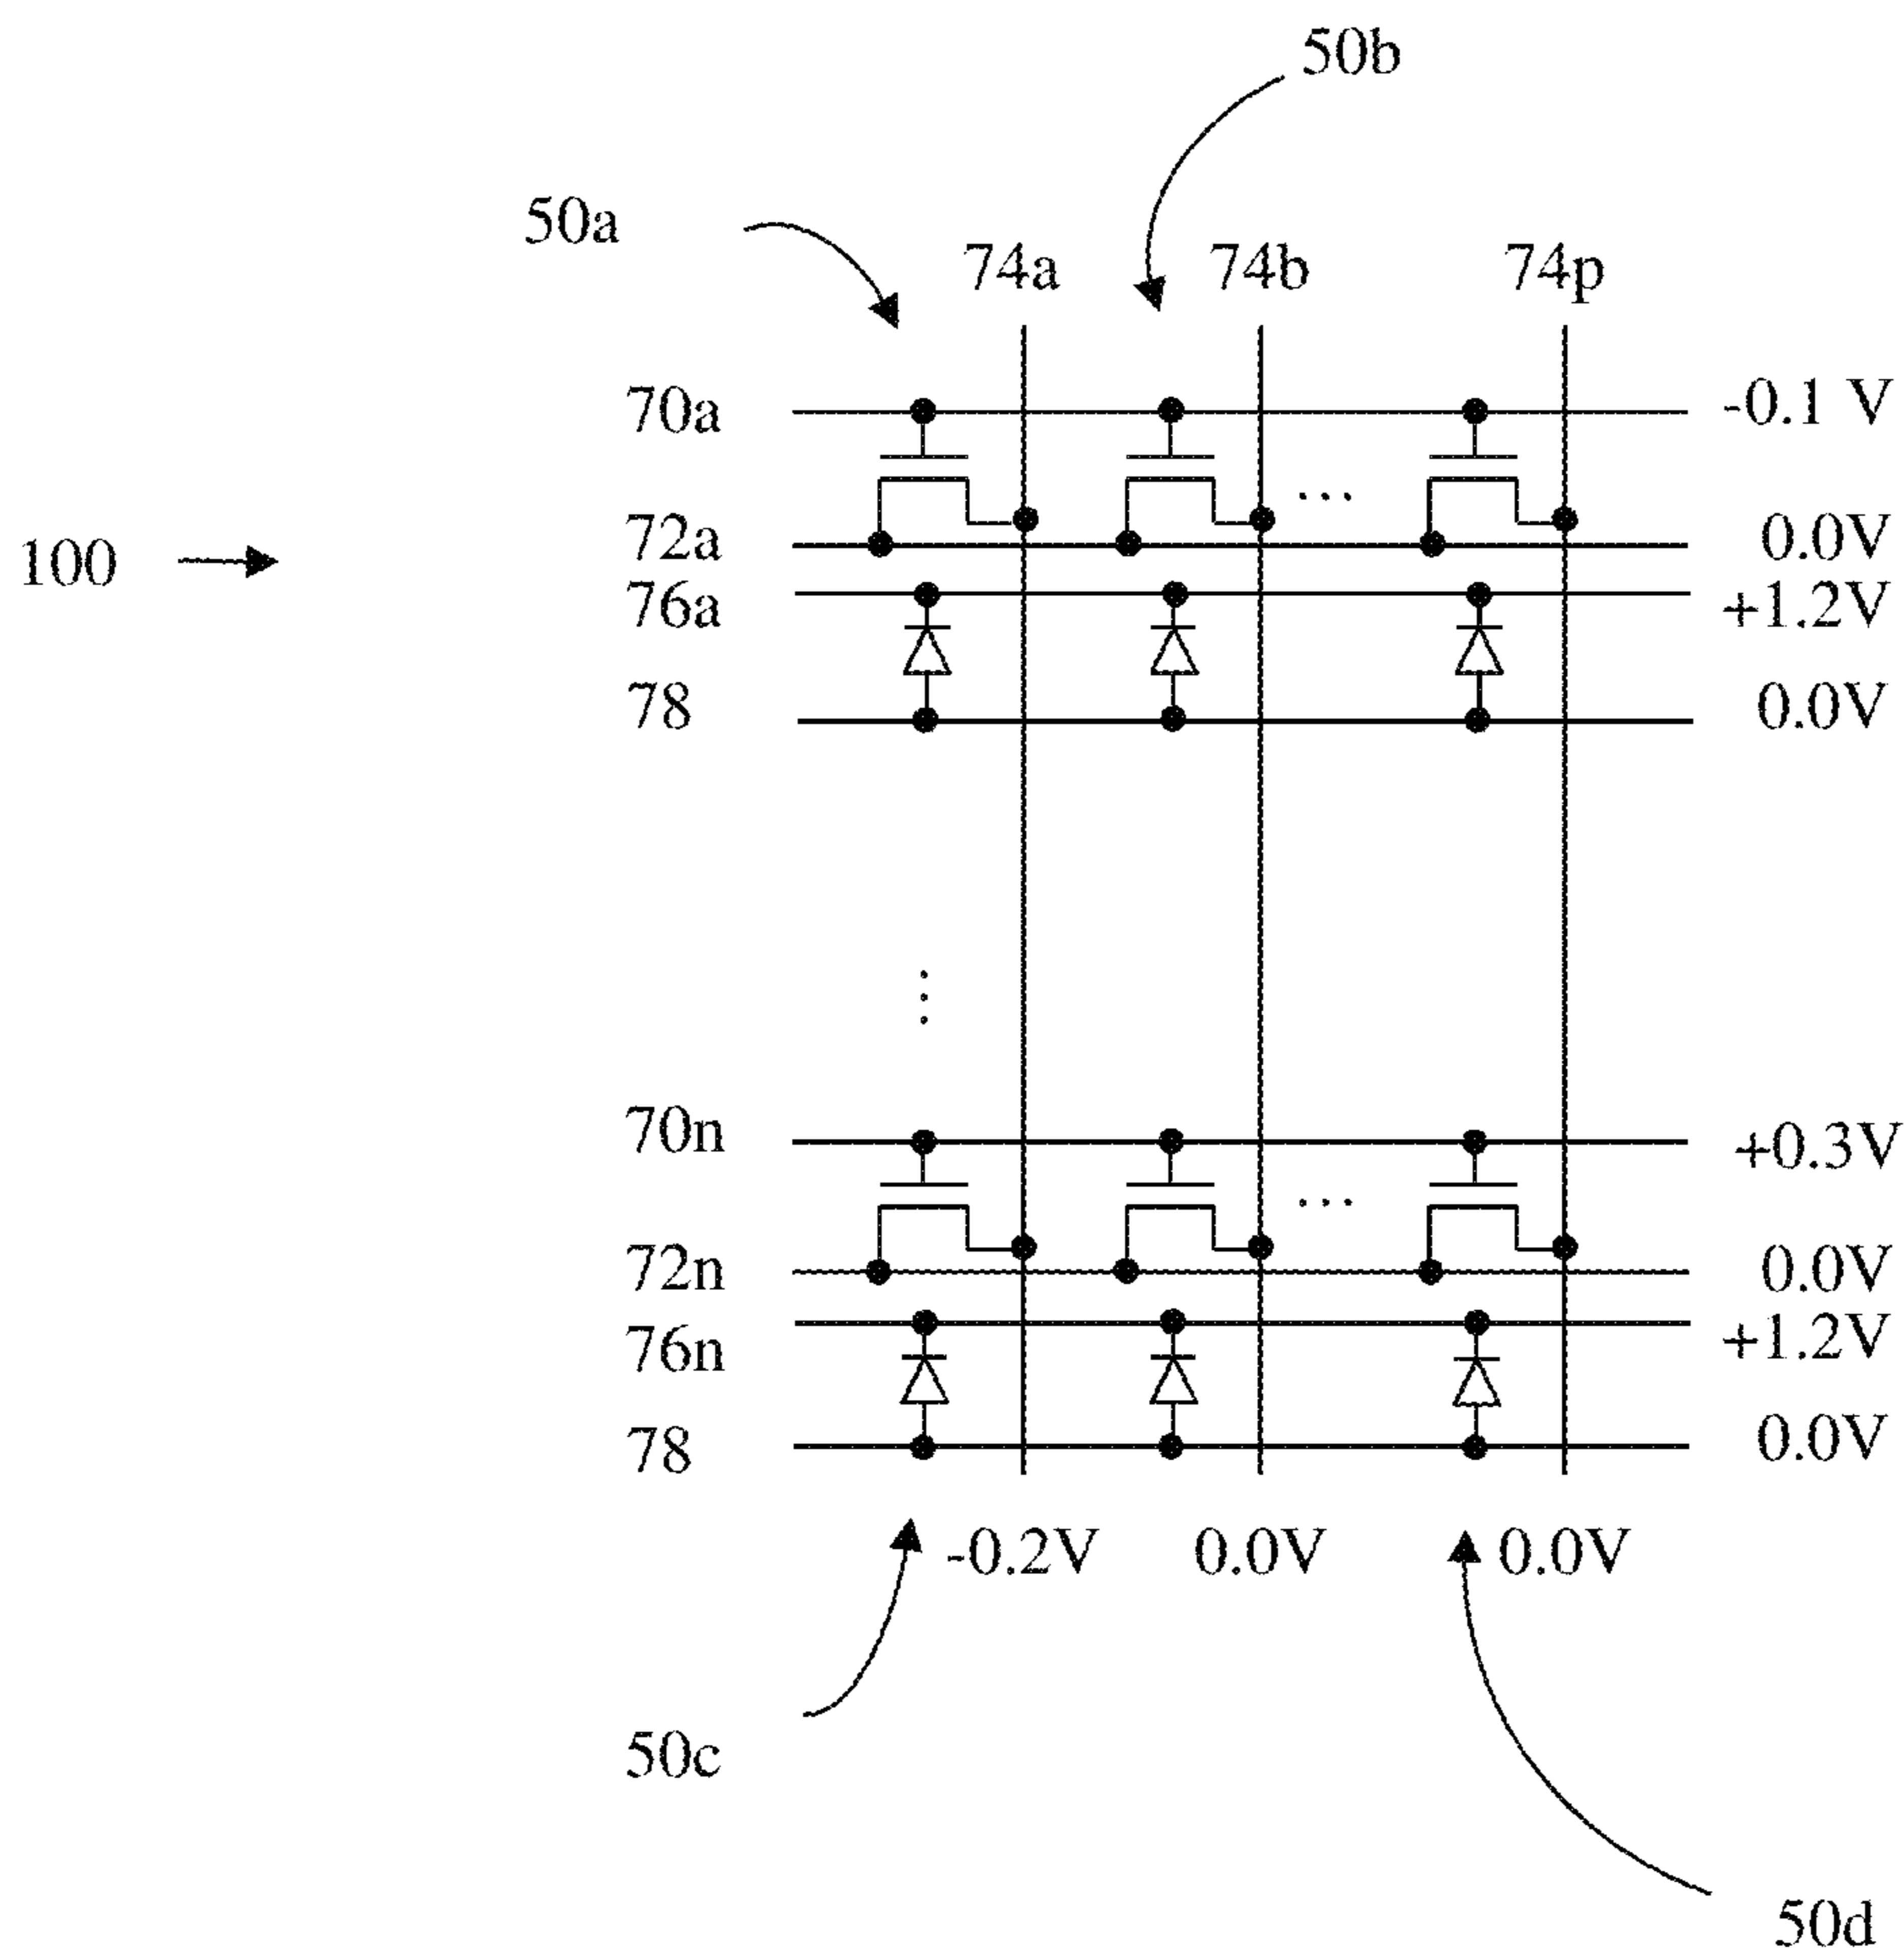 50b
50a
74a 74b 74p
70a -0.1 V
...
72a 0.0V
100
76a +1.2V
78 0.0V
...
70n +0.3V
...
72n 0.0V
76n +1.2V
78 0.0V
-0.2V 0.0V 0.0V
50c
50d